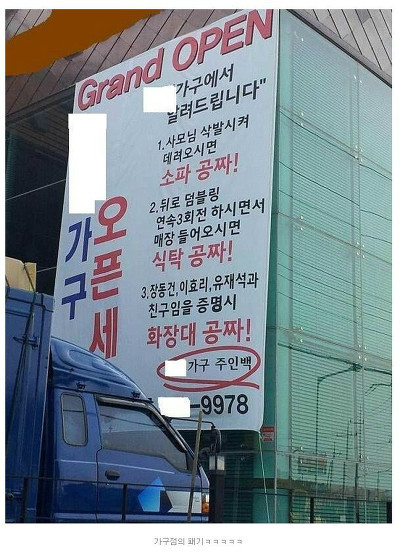 Grand OPEN
가구에서
알려드립니다"
1.사모님 삭발시켜
데려오시면
소파 공짜!
2.뒤로 덤블링
연속3회전 하시면서
매장 들어오시면
식탁 공짜!
3.장동건,이효리,유재석과
친구임을 증명시
화장대 공짜!
가구 주인백
-9978
가구
오픈세
가구점의 패기ㅋㅋㅋㅋㅋ